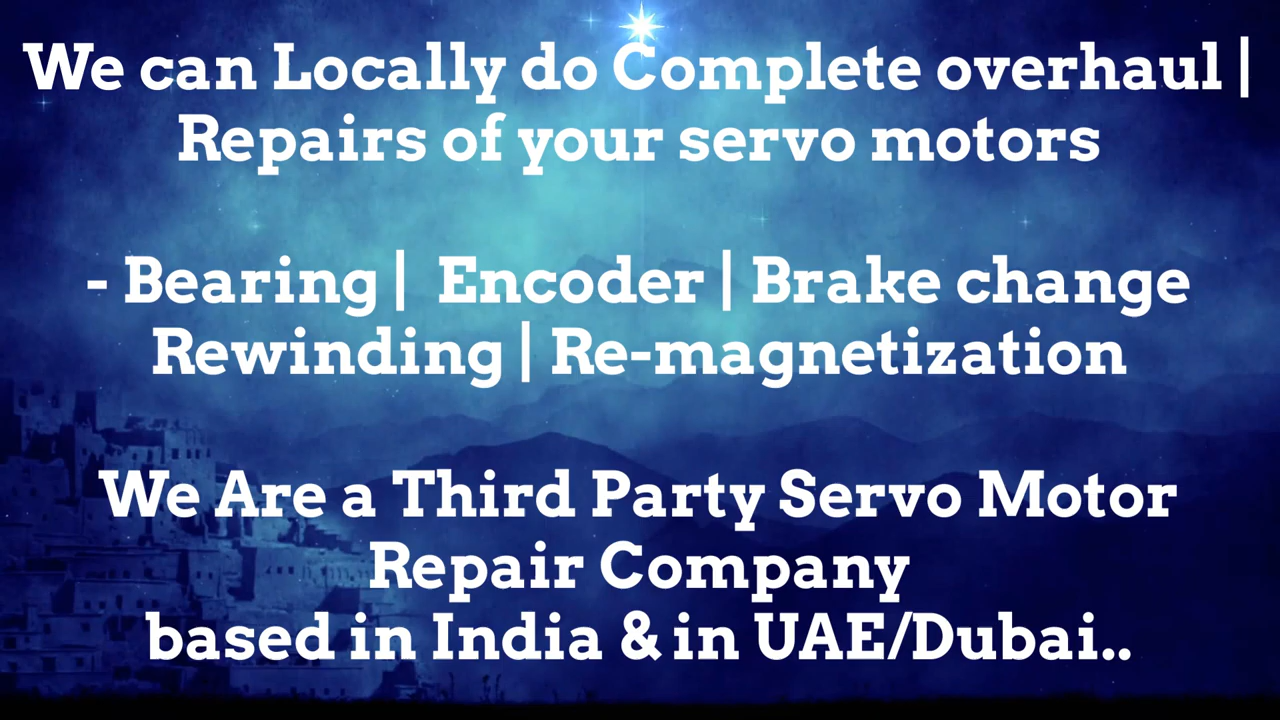 We can Locally do Complete overhaul |
Repairs of your servo motors
- Bearing | Encoder | Brake change
Rewinding | Re-magnetization
We Are a Third Party Servo Motor
Repair Company
based in India & in UAE/Dubai..